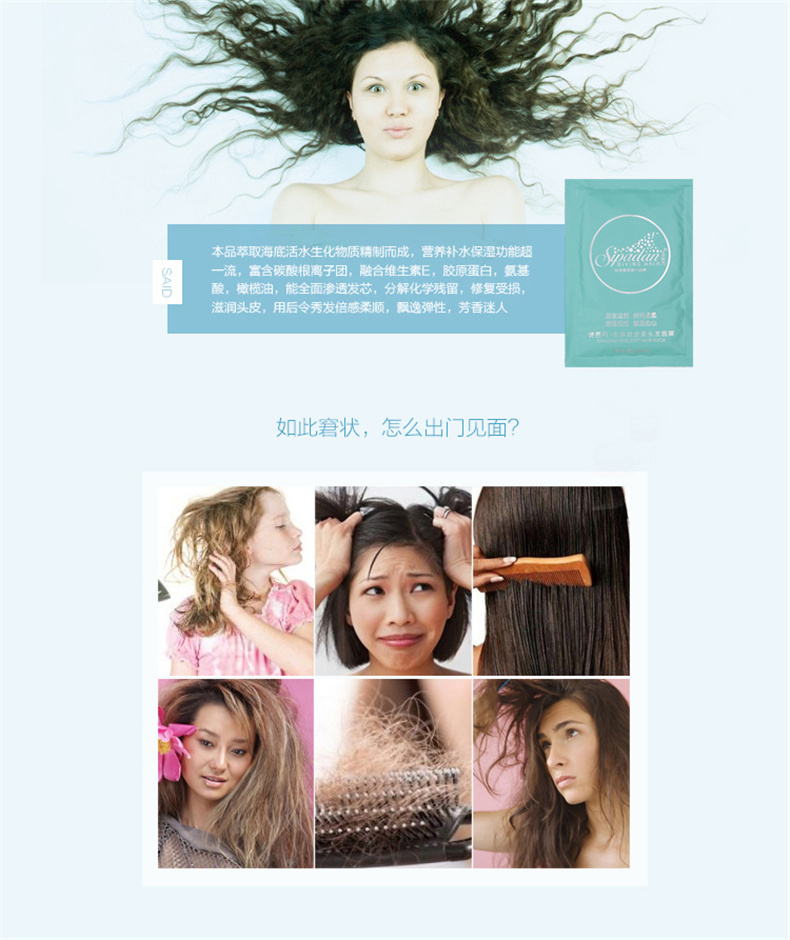 本品萃取海底活水生化物质精制而成，营养补水保湿功能超
一流，富含碳酸根离子团，融合维生素E，胶原蛋白，氨基
酸，橄榄油，能全面渗透发芯，分解化学残留，修复受损，
滋润头皮，用后令秀发倍感柔顺，飘逸弹性，芳香迷人
SAID
Sipadan
DIVING MASK
如此窘状，怎么出门见面？